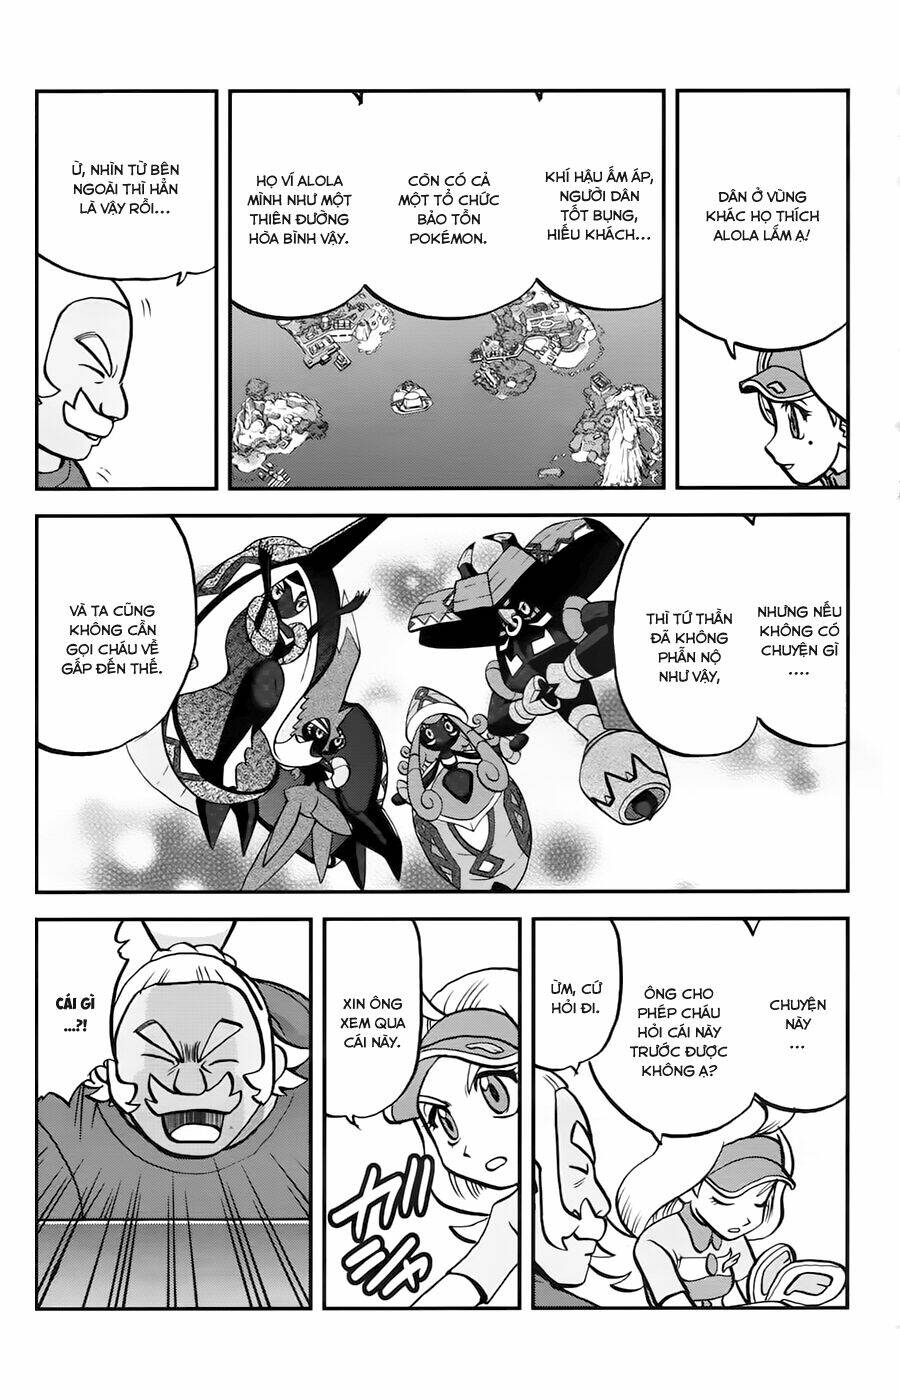 DÂN Ở VÙNG
KHÁC HỌ THÍCH
ALOLA LẮM Ạ!
KHÍ HẬU ẤM ÁP,
NGƯỜI DÂN
TỐT BỤNG,
HIẾU KHÁCH...
CÒN CÓ CẢ
MỘT TỔ CHỨC
BẢO TỒN
POKÉMON.
HỌ VÍ ALOLA
MÌNH NHƯ MỘT
THIÊN ĐƯỜNG
HÒA BÌNH VẬY.
Ừ, NHÌN TỪ BÊN
NGOÀI THÌ HẲN
LÀ VẬY RỒI...
NHƯNG NẾU
KHÔNG CÓ
CHUYỆN GÌ
....
THÌ TỨ THẦN
ĐÃ KHÔNG
PHẪN NỘ
NHƯ VẬY,
VÀ TA CŨNG
KHÔNG CẦN
GỌI CHÁU VỀ
GẤP ĐẾN THẾ.
CHUYỆN
NÀY
...
ÔNG CHO
PHÉP CHÁU
HỎI CÁI NÀY
TRƯỚC ĐƯỢC
KHÔNG Ạ?
ỪM, CỨ
HỎI ĐI.
XIN ÔNG
XEM QUA
CÁI NÀY.
ガシャ
CÁI GÌ
...?!